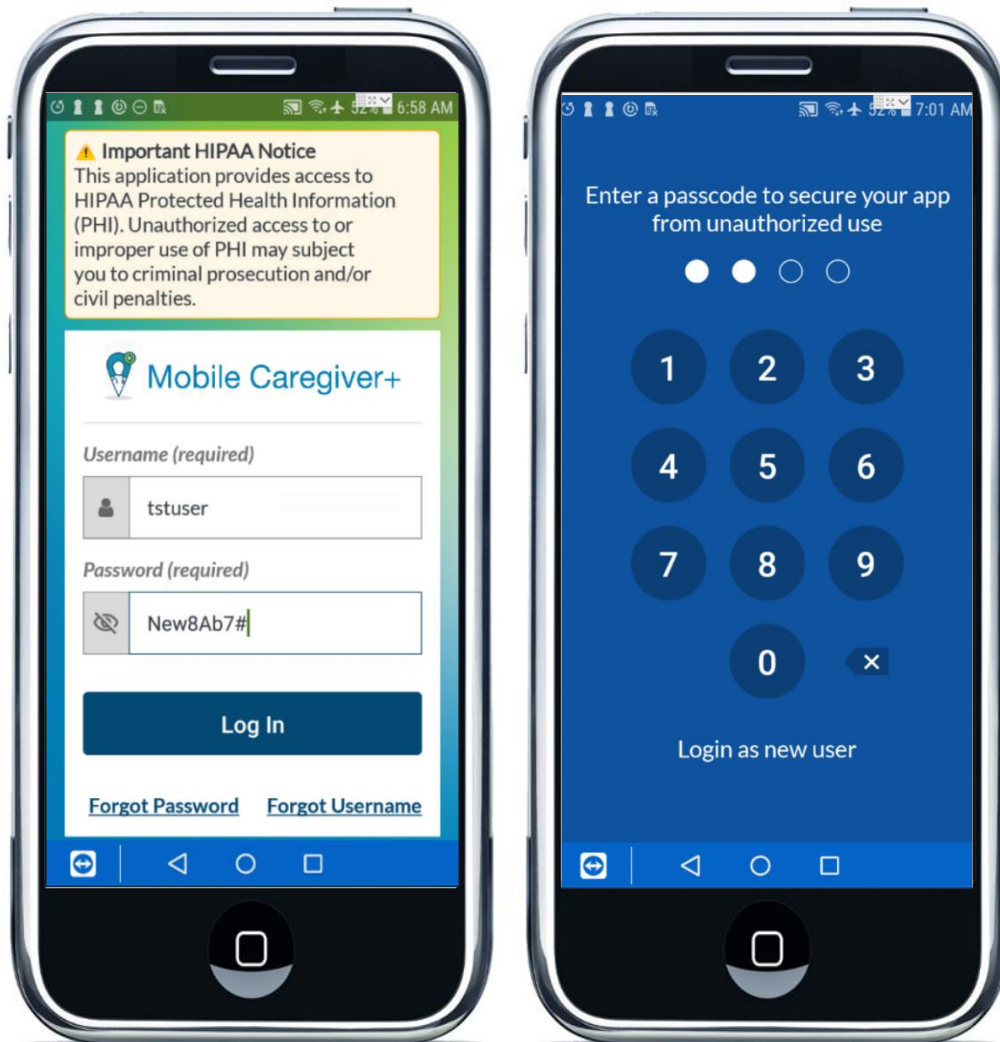 52% 6:58 AM
Important HIPAA Notice
This application provides access to
HIPAA Protected Health Information
(PHI). Unauthorized access to or
improper use of PHI may subject
you to criminal prosecution and/or
civil penalties.
Mobile Caregiver+
Username (required)
tstuser
Password (required)
New8Ab7#
Log In
Forgot Password Forgot Username
52% 7:01 AM
Enter a passcode to secure your app
from unauthorized use
1 2 3
4 5 6
7 8 9
0
Login as new user